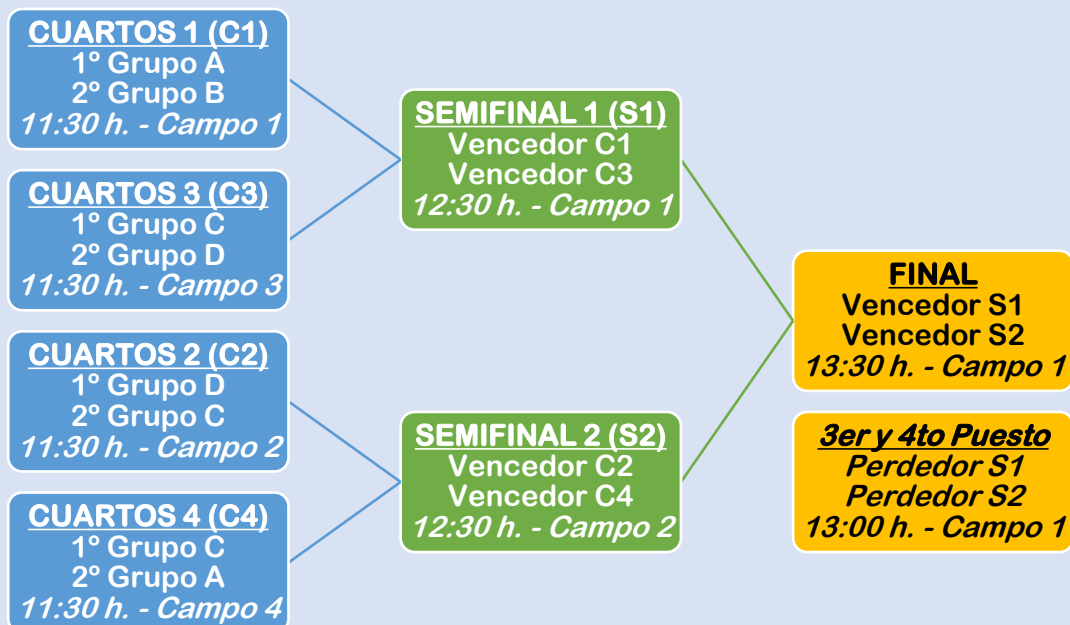 CUARTOS 1 (C1)
1º Grupo A
2º Grupo B
11:30 h. - Campo 1
CUARTOS 3 (C3)
1º Grupo C
2º Grupo D
11:30 h. - Campo 3
CUARTOS 2 (C2)
1º Grupo D
2º Grupo C
11:30 h. - Campo 2
CUARTOS 4 (C4)
1º Grupo C
2º Grupo A
11:30 h. - Campo 4
SEMIFINAL 1 (S1)
Vencedor C1
Vencedor C3
12:30 h. - Campo 1
SEMIFINAL 2 (S2)
Vencedor C2
Vencedor C4
12:30 h. - Campo 2
FINAL
Vencedor S1
Vencedor S2
13:30 h. - Campo 1
3er y 4to Puesto
Perdedor S1
Perdedor S2
13:00 h. - Campo 1